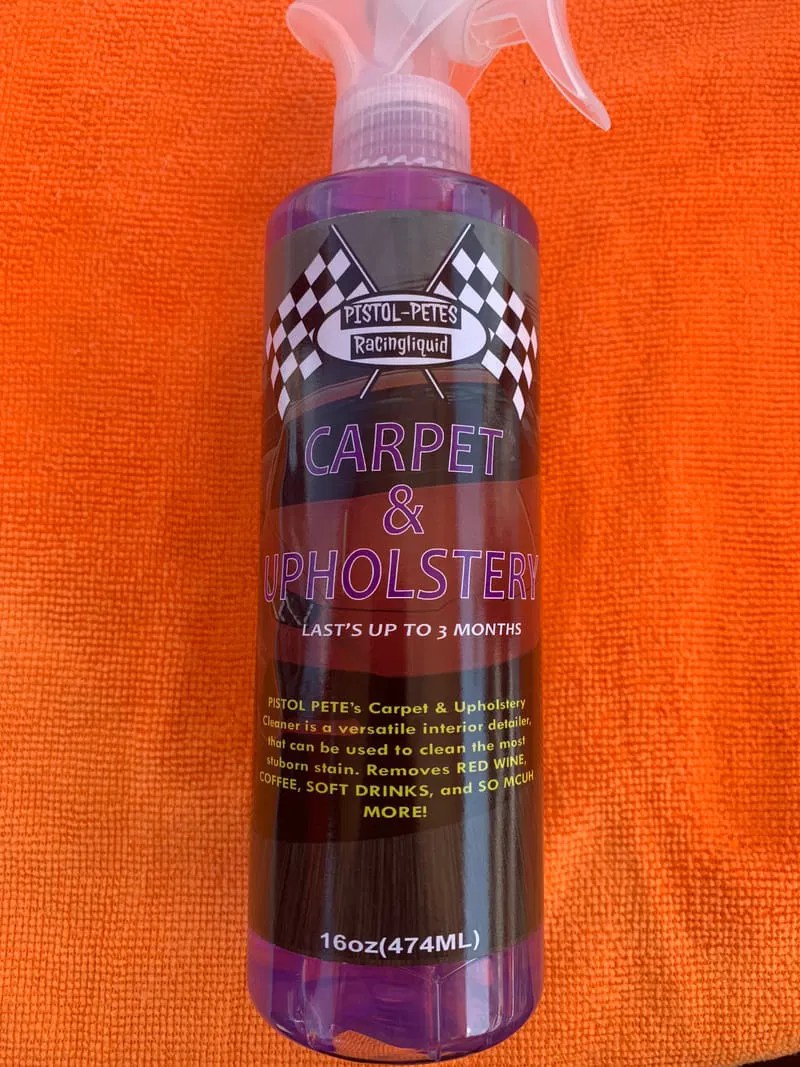 PISTOL-PETES
Racingliquid
CARPET
&
UPHOLSTERY
LAST'S UP TO 3 MONTHS
PISTOL PETE's Carpet & Upholstery
Cleaner is a versatile interior detailer,
that can be used to clean the most
stuborn stain. Removes RED WINE,
COFFEE, SOFT DRINKS, and SO MCUH
MORE!
16oz(474ML)